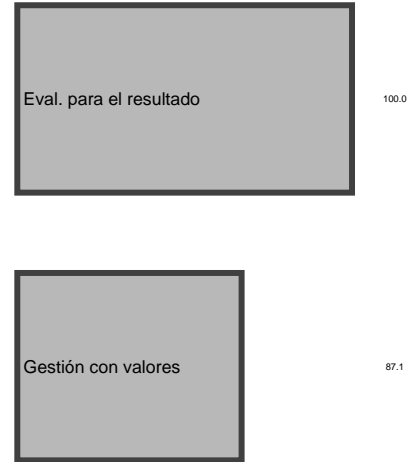 Eval. para el resultado
100.0
Gestión con valores
87.1